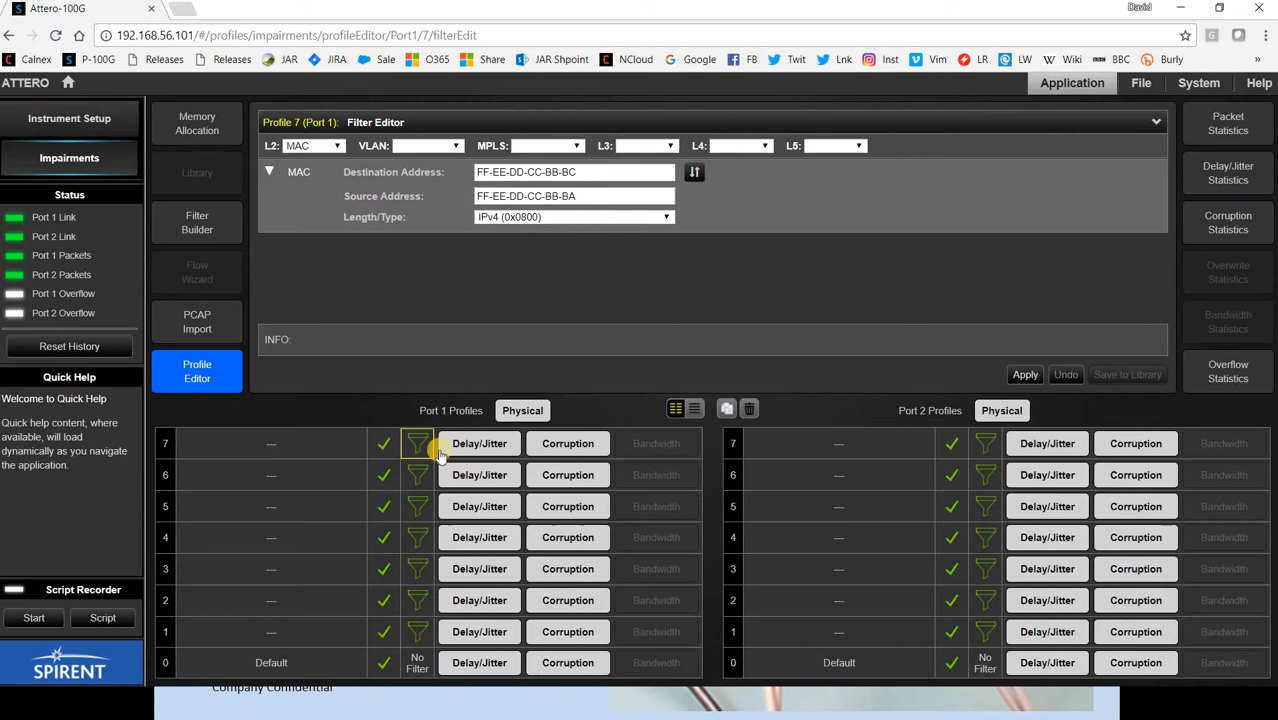 Attero-100G
David
192.168.56.101/#/profiles/impairments/profileEditor/Port1/7/filterEdit
Calnex P-100G Releases Releases JAR JIRA Sale O365 Share JAR Shpoint NCloud Google FB Twit Lnk Inst Vim LR LW Wiki BBC Burly »
ATTERO Application File System Help
Instrument Setup
Impairments
Status
Port 1 Link
Port 2 Link
Port 1 Packets
Port 2 Packets
Port 1 Overflow
Port 2 Overflow
Reset History
Quick Help
Welcome to Quick Help
Quick help content, where
available, will load
dynamically as you navigate
the application.
Script Recorder
Start Script
SPIRENT
Memory
Allocation
Library
Filter
Builder
Flow
Wizard
PCAP
Import
Profile
Editor
Profile 7 (Port 1): Filter Editor
L2: MAC VLAN: MPLS: L3: L4: L5:
MAC Destination Address: FF-EE-DD-CC-BB-BC
Source Address: FF-EE-DD-CC-BB-BA
Length/Type: IPv4 (0x0800)
INFO:
Apply Undo Save to Library
Packet
Statistics
Delay/Jitter
Statistics
Corruption
Statistics
Overwrite
Statistics
Bandwidth
Statistics
Overflow
Statistics
Port 1 Profiles Physical Port 2 Profiles Physical
7 --- Delay/Jitter Corruption Bandwidth 7 --- Delay/Jitter Corruption Bandwidth
6 --- Delay/Jitter Corruption Bandwidth 6 --- Delay/Jitter Corruption Bandwidth
5 --- Delay/Jitter Corruption Bandwidth 5 --- Delay/Jitter Corruption Bandwidth
4 --- Delay/Jitter Corruption Bandwidth 4 --- Delay/Jitter Corruption Bandwidth
3 --- Delay/Jitter Corruption Bandwidth 3 --- Delay/Jitter Corruption Bandwidth
2 --- Delay/Jitter Corruption Bandwidth 2 --- Delay/Jitter Corruption Bandwidth
1 --- Delay/Jitter Corruption Bandwidth 1 --- Delay/Jitter Corruption Bandwidth
0 Default No Filter Delay/Jitter Corruption Bandwidth 0 Default No Filter Delay/Jitter Corruption Bandwidth
Company Confidential